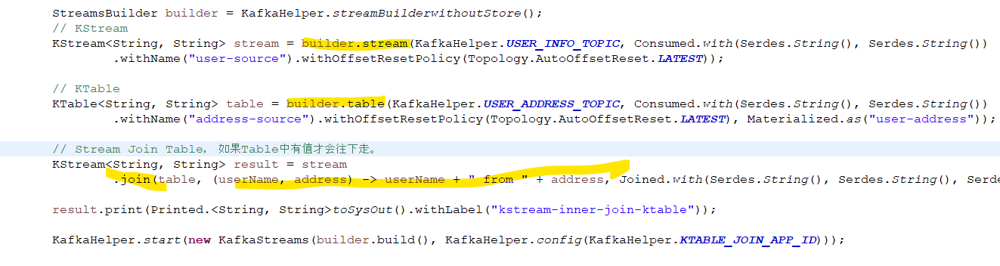 StreamsBuilder builder = KafkaHelper.streamBuilderwithoutStore();
// KStream
KStream<String, String> stream = builder.stream(KafkaHelper.USER_INFO_TOPIC, Consumed.with(Serdes.String(), Serdes.String())
.withName("user-source").withOffsetResetPolicy(Topology.AutoOffsetReset.LATEST));
// KTable
KTable<String, String> table = builder.table(KafkaHelper.USER_ADDRESS_TOPIC, Consumed.with(Serdes.String(), Serdes.String())
.withName("address-source").withOffsetResetPolicy(Topology.AutoOffsetReset.LATEST), Materialized.as("user-address"));
// Stream Join Table, 如果Table中有值才会往下走。
KStream<String, String> result = stream
.join(table, (userName, address) -> userName + " from " + address, Joined.with(Serdes.String(), Serdes.String(), Serde
result.print(Printed.<String, String>toSysOut().withLabel("kstream-inner-join-ktable"));
KafkaHelper.start(new KafkaStreams(builder.build(), KafkaHelper.config(KafkaHelper.KTABLE_JOIN_APP_ID)));